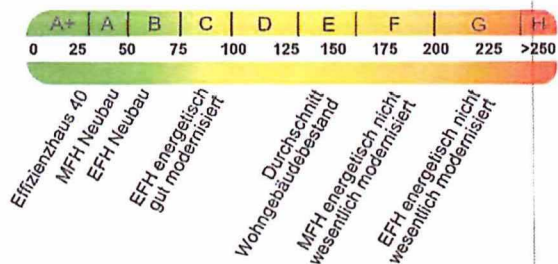 A+ | A | B | C | D | E | F | G | H
0 25 50 75 100 125 150 175 200 225 >250
Effizienzhaus 40
MFH Neubau
EFH Neubau
EFH energetisch
gut modernisiert
Durchschnitt
Wohngebäudebestand
MFH energetisch nicht
wesentlich modernisiert
EFH energetisch nicht
wesentlich modernisiert